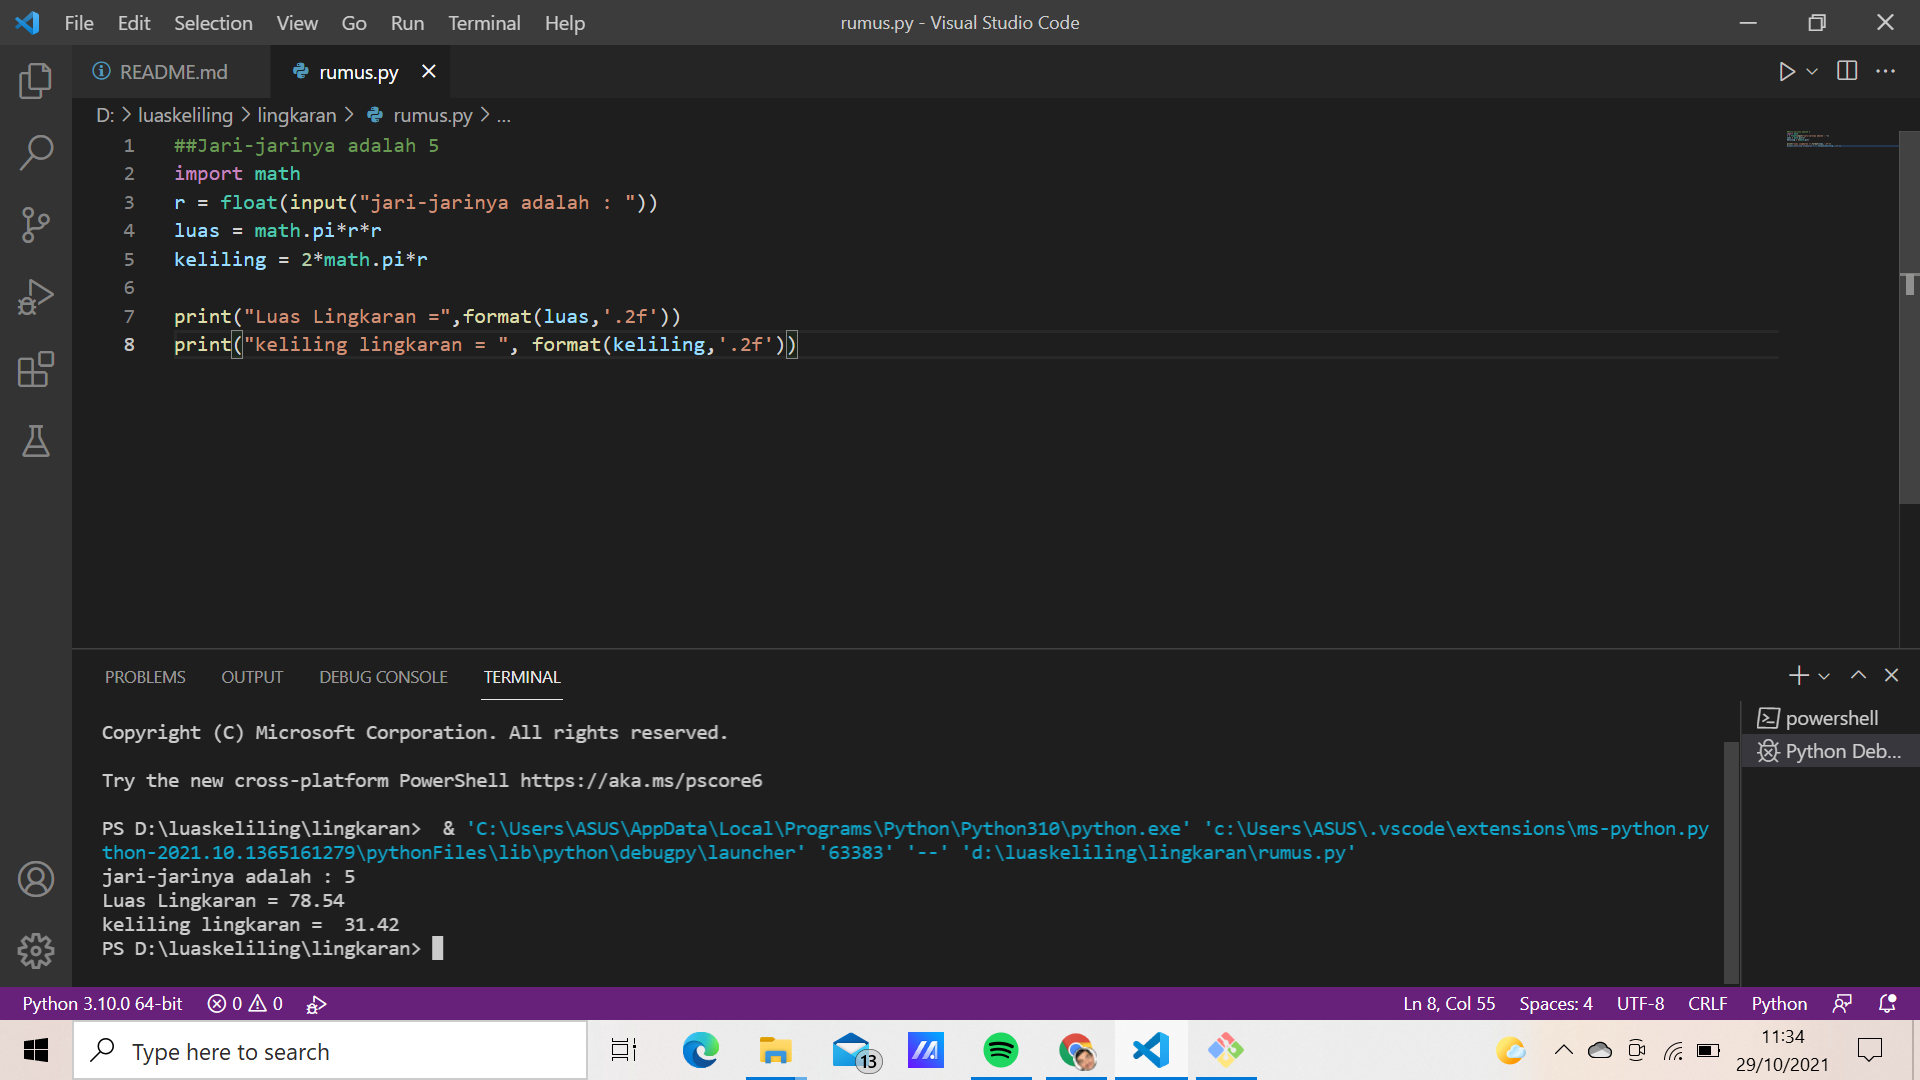 File Edit Selection View Go Run Terminal Help rumus.py - Visual Studio Code
README.md rumus.py
D: > luaskeliling > lingkaran > rumus.py > ...
1 ##Jari-jarinya adalah 5
2 import math
3 r = float(input("jari-jarinya adalah : "))
4 luas = math.pi*r*r
5 keliling = 2*math.pi*r
6
7 print("Luas Lingkaran =",format(luas,'.2f'))
8 print("keliling lingkaran = ", format(keliling,'.2f'))
PROBLEMS OUTPUT DEBUG CONSOLE TERMINAL
powershell
Python Deb...
Copyright (C) Microsoft Corporation. All rights reserved.
Try the new cross-platform PowerShell https://aka.ms/pscore6
PS D:\luaskeliling\lingkaran>  & 'C:\Users\ASUS\AppData\Local\Programs\Python\Python310\python.exe' 'c:\Users\ASUS\.vscode\extensions\ms-python.py
thon-2021.10.1365161279\pythonFiles\lib\python\debugpy\launcher' '63383' '--' 'd:\luaskeliling\lingkaran\rumus.py'
jari-jarinya adalah : 5
Luas Lingkaran = 78.54
keliling lingkaran =  31.42
PS D:\luaskeliling\lingkaran>
Python 3.10.0 64-bit 0 0 Ln 8, Col 55 Spaces: 4 UTF-8 CRLF Python
Type here to search 13 11:34
29/10/2021